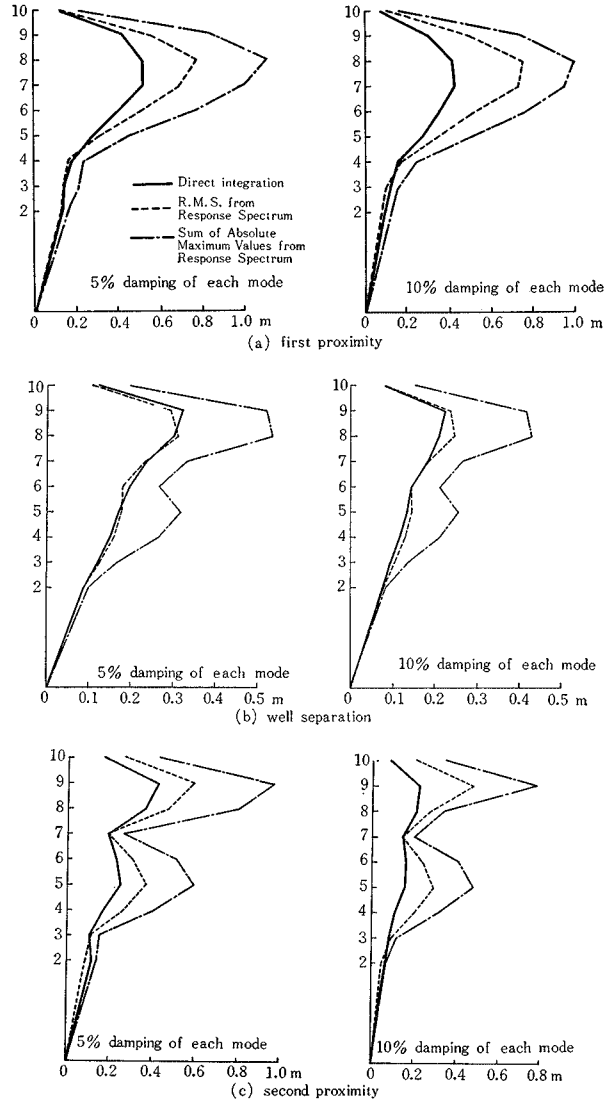 10
9
8
7
6
5
4
3
2
Direct integration
R.M.S. from
Response Spectrum
Sum of Absolute
Maximum Values from
Response Spectrum
5% damping of each mode
0 0.2 0.4 0.6 0.8 1.0 m
10
9
8
7
6
5
4
3
2
10% damping of each mode
0 0.2 0.4 0.6 0.8 1.0 m
(a) first proximity
10
9
8
7
6
5
4
3
2
5% damping of each mode
0 0.1 0.2 0.3 0.4 0.5 m
10
9
8
7
6
5
4
3
2
10% damping of each mode
0 0.1 0.2 0.3 0.4 0.5 m
(b) well separation
10
9
8
7
6
5
4
3
2
5% damping of each mode
0 0.2 0.4 0.6 0.8 1.0 m
10
9
8
7
6
5
4
3
2
10% damping of each mode
0 0.2 0.4 0.6 0.8 m
(c) second proximity